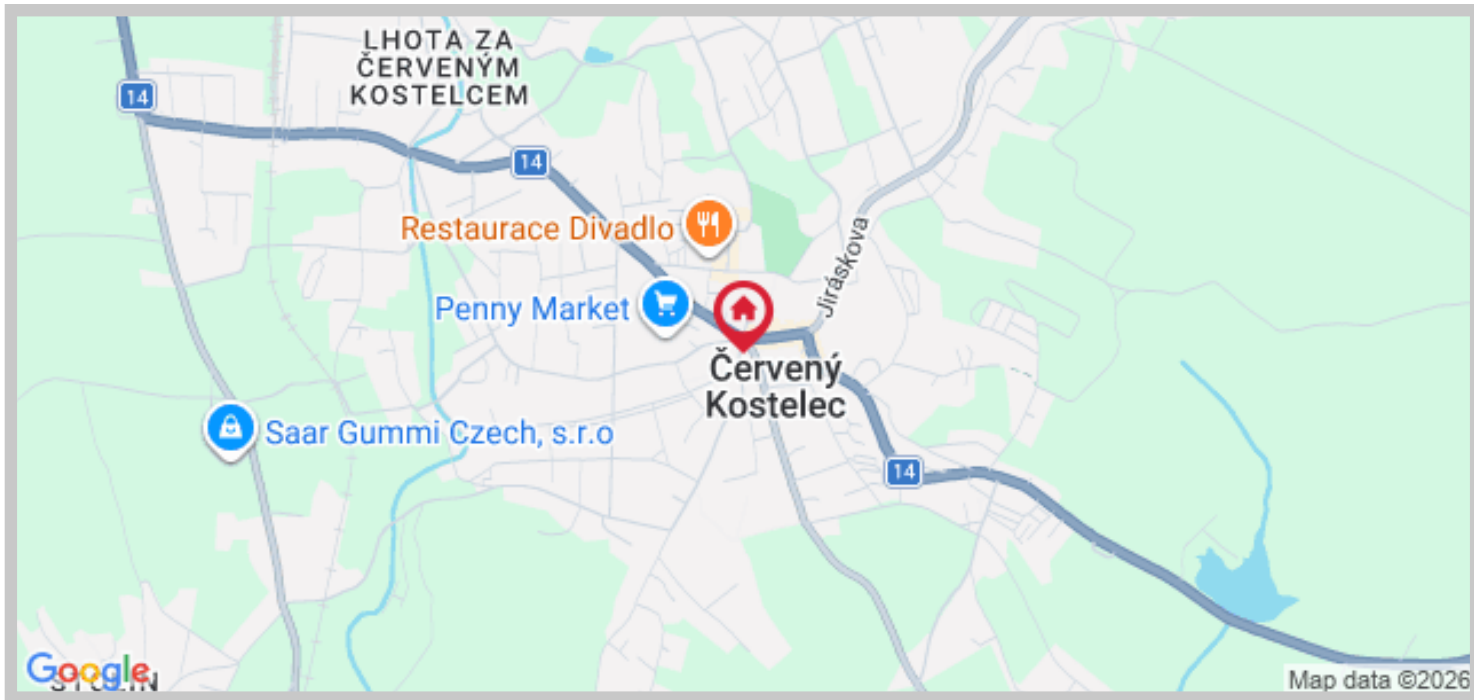 LHOTA ZA
ČERVENÝM
KOSTELCEM
14
14
Restaurace Divadlo
Jiráskova
Penny Market
Červený
Kostelec
Saar Gummi Czech, s.r.o
14
Google
Map data ©2026